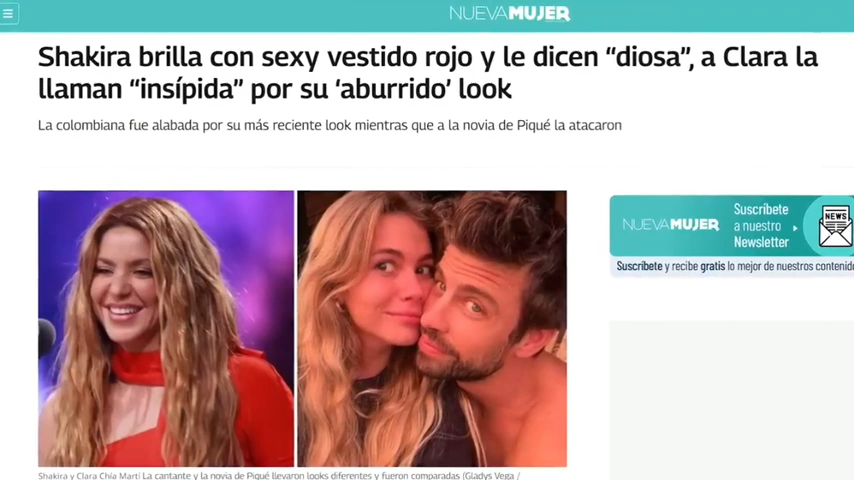 NUEVAMUJER
Shakira brilla con sexy vestido rojo y le dicen “diosa”, a Clara la
llaman “insípida” por su ‘aburrido’ look
La colombiana fue alabada por su más reciente look mientras que a la novia de Piqué la atacaron
NUEVAMUJER
Suscríbete
a nuestro
Newsletter
NEWS
Suscríbete y recibe gratis lo mejor de nuestros contenido
Shakira y Clara Chía Martí La cantante y la novia de Piqué llevaron looks diferentes y fueron comparadas (Gladys Vega /